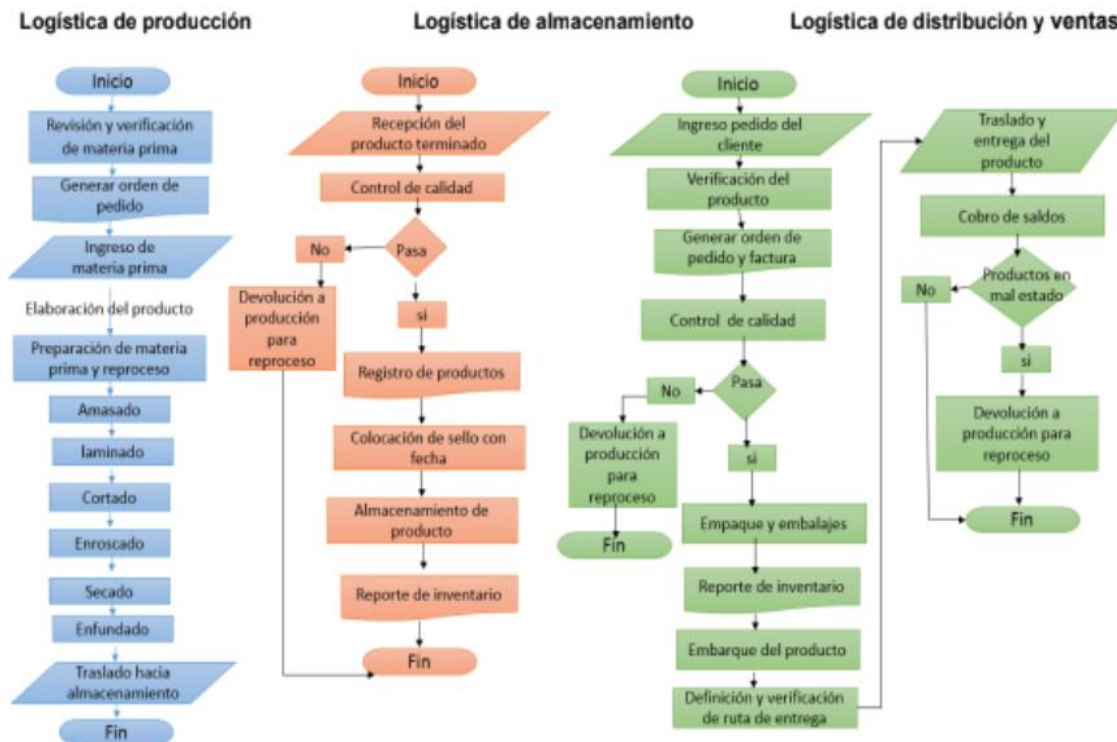 Logística de producción
Inicio
Revisión y verificación
de materia prima
Generar orden de
pedido
Ingreso de
materia prima
Elaboración del producto
Preparación de materia
prima y reproceso
Amasado
laminado
Cortado
Enroscado
Secado
Enfundado
Traslado hacia
almacenamiento
Fin
Logística de almacenamiento
Inicio
Recepción del
producto terminado
Control de calidad
Pasa
No
Devolución a
producción
para
reproceso
si
Registro de productos
Colocación de sello con
fecha
Almacenamiento de
producto
Reporte de inventario
Fin
Logística de distribución y ventas
Inicio
Ingreso pedido del
cliente
Verificación del
producto
Generar orden de
pedido y factura
Control de calidad
Pasa
No
Devolución a
producción
para
reproceso
Fin
si
Empaque y embalajes
Reporte de inventario
Embarque del producto
Definición y verificación
de ruta de entrega
Traslado y
entrega del
producto
Cobro de saldos
Productos en
mal estado
No
si
Devolución a
producción para
reproceso
Fin